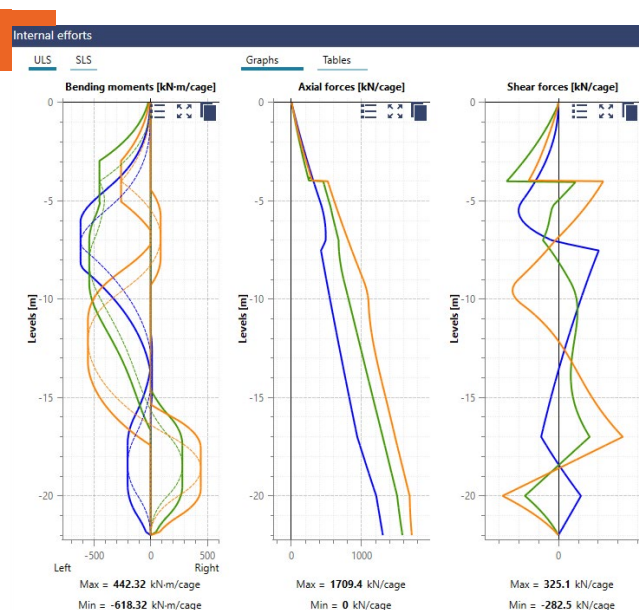 Internal efforts
ULS SLS Graphs Tables
Bending moments [kN·m/cage] Axial forces [kN/cage] Shear forces [kN/cage]
0 0 0
-5 -5 -5
-10 -10 -10
Levels [m] Levels [m] Levels [m]
-15 -15 -15
-20 -20 -20
-500 0 500 0 1000 0
Left Right
Max = 442.32 kN·m/cage Max = 1709.4 kN/cage Max = 325.1 kN/cage
Min = -618.32 kN·m/cage Min = 0 kN/cage Min = -282.5 kN/cage